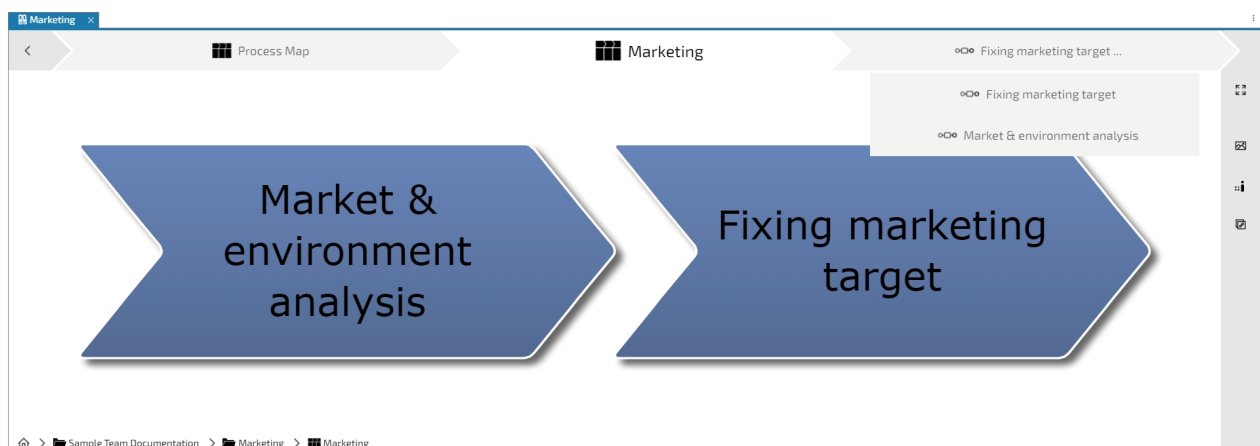 Marketing
Process Map
Marketing
Fixing marketing target ...
Fixing marketing target
Market & environment analysis
Market &
environment
analysis
Fixing marketing
target
Sample Team Documentation > Marketing > Marketing